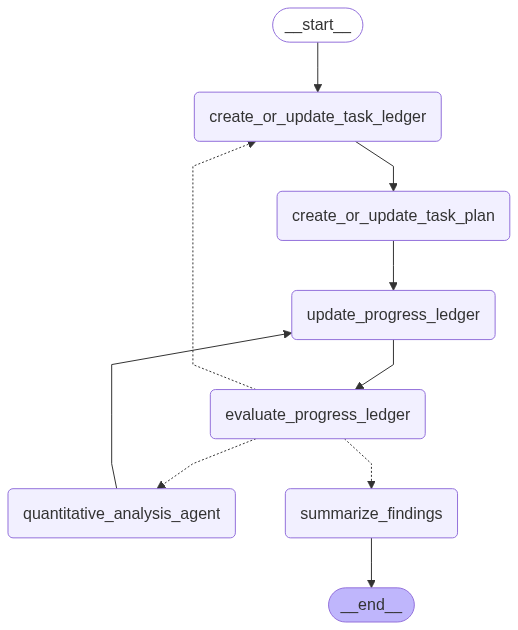 __start__
create_or_update_task_ledger
create_or_update_task_plan
update_progress_ledger
evaluate_progress_ledger
quantitative_analysis_agent
summarize_findings
__end__